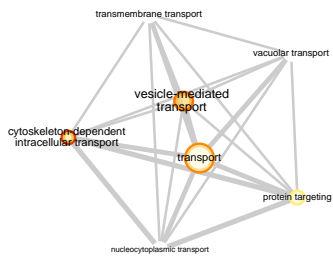 transmembrane transport
vacuolar transport
vesicle-mediated
transport
cytoskeleton-dependent
intracellular transport
transport
protein targeting
nucleocytoplasmic transport